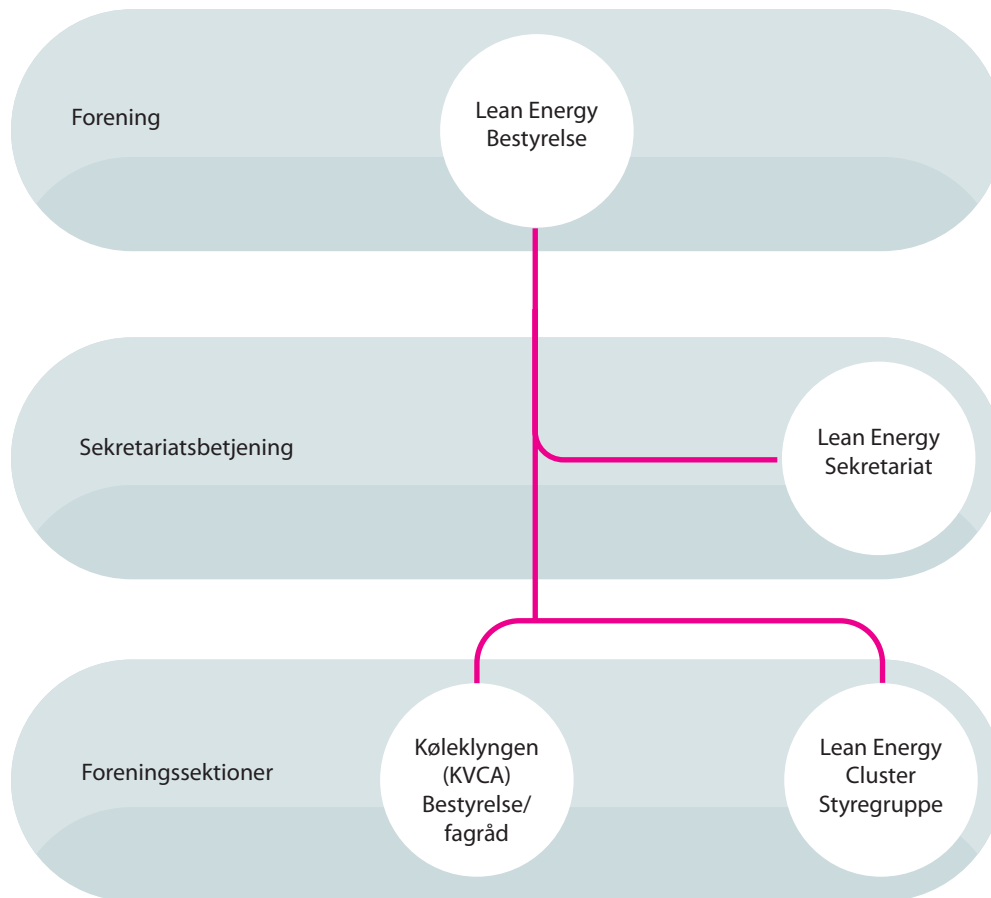 Forening
Lean Energy
Bestyrelse
Sekretariatsbetjening
Lean Energy
Sekretariat
Foreningssektioner
Køleklyngen
(KVCA)
Bestyrelse/
fagråd
Lean Energy
Cluster
Styregruppe